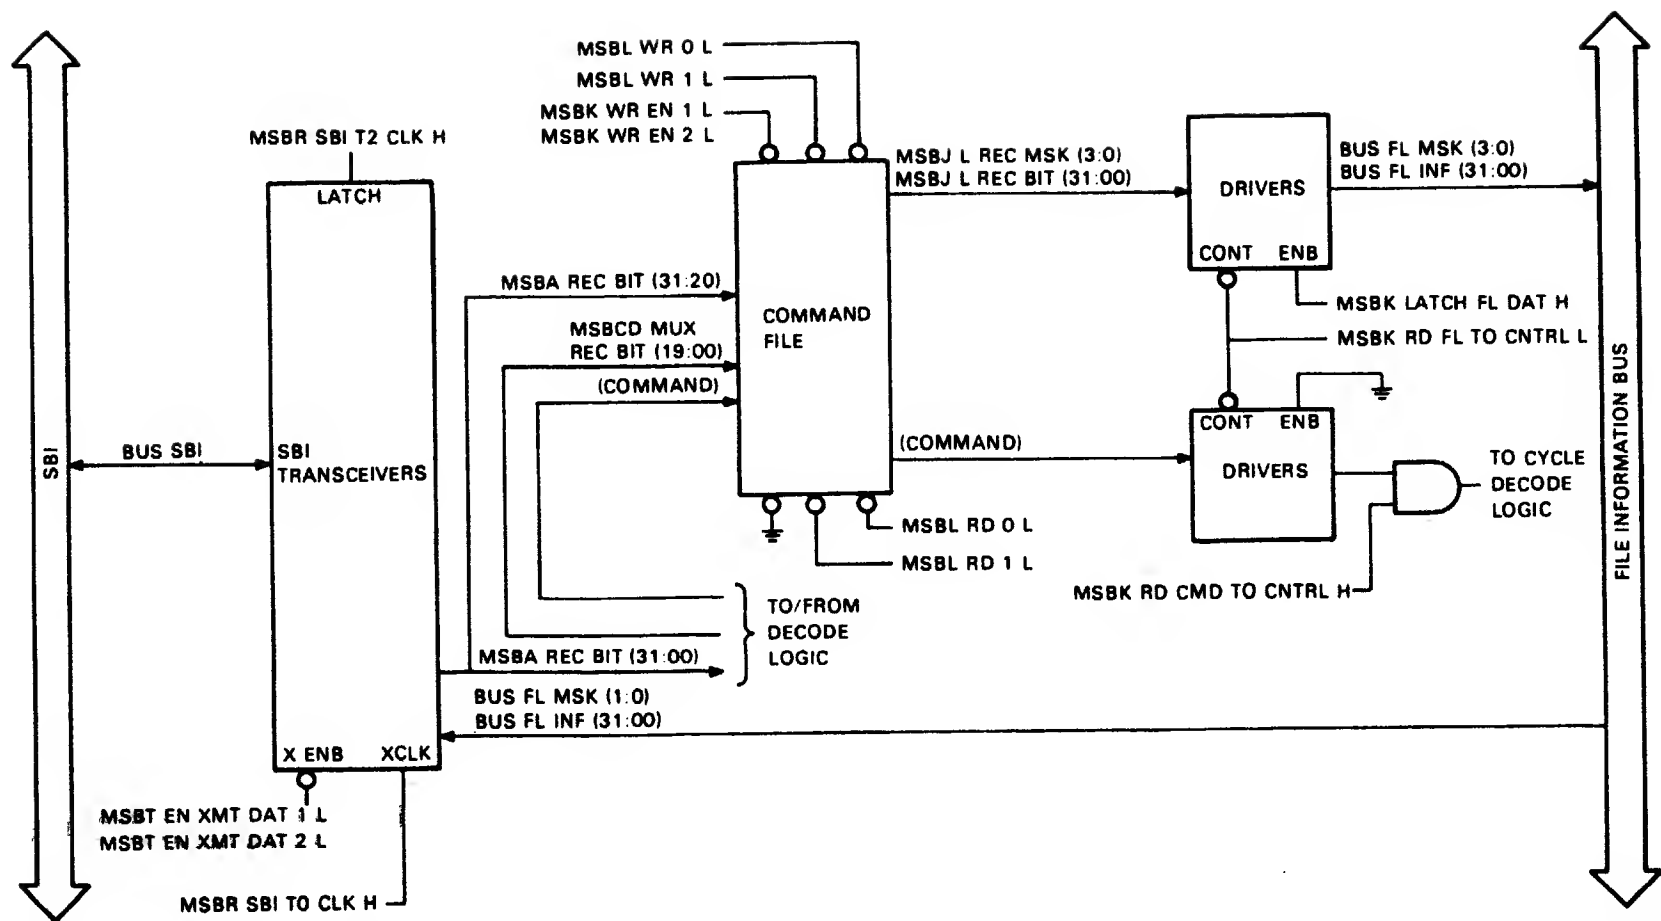 MSBL WR 0 L
MSBL WR 1 L
MSBK WR EN 1 L
MSBK WR EN 2 L
MSBR SBI T2 CLK H
LATCH
MSBJ L REC MSK (3:0)
MSBJ L REC BIT (31:00)
DRIVERS
BUS FL MSK (3:0)
BUS FL INF (31:00)
CONT ENB
MSBA REC BIT (31:20)
MSBK LATCH FL DAT H
COMMAND
FILE
MSBCD MUX
REC BIT (19:00)
MSBK RD FL TO CNTRL L
(COMMAND)
CONT ENB
SBI
BUS SBI
SBI
TRANSCEIVERS
(COMMAND)
DRIVERS
TO CYCLE
DECODE
LOGIC
FILE INFORMATION BUS
MSBL RD 0 L
MSBL RD 1 L
MSBK RD CMD TO CNTRL H
TO/FROM
DECODE
LOGIC
MSBA REC BIT (31:00)
BUS FL MSK (1:0)
BUS FL INF (31:00)
X ENB XCLK
MSBT EN XMT DAT 1 L
MSBT EN XMT DAT 2 L
MSBR SBI T0 CLK H